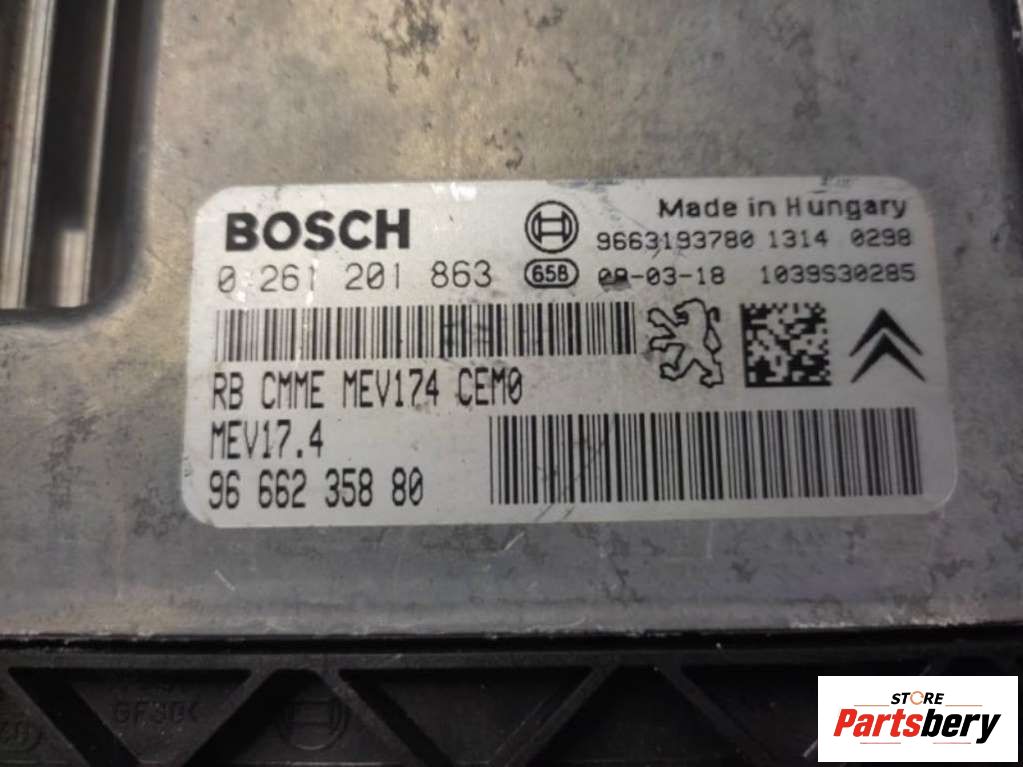 BOSCH
Made in Hungary
9663193780 1314 0298
0 261 201 863
65B
08-03-18 1039S30285
RB CMME MEV174 CEM0
MEV17.4
96 662 358 80
STORE
Partsbery